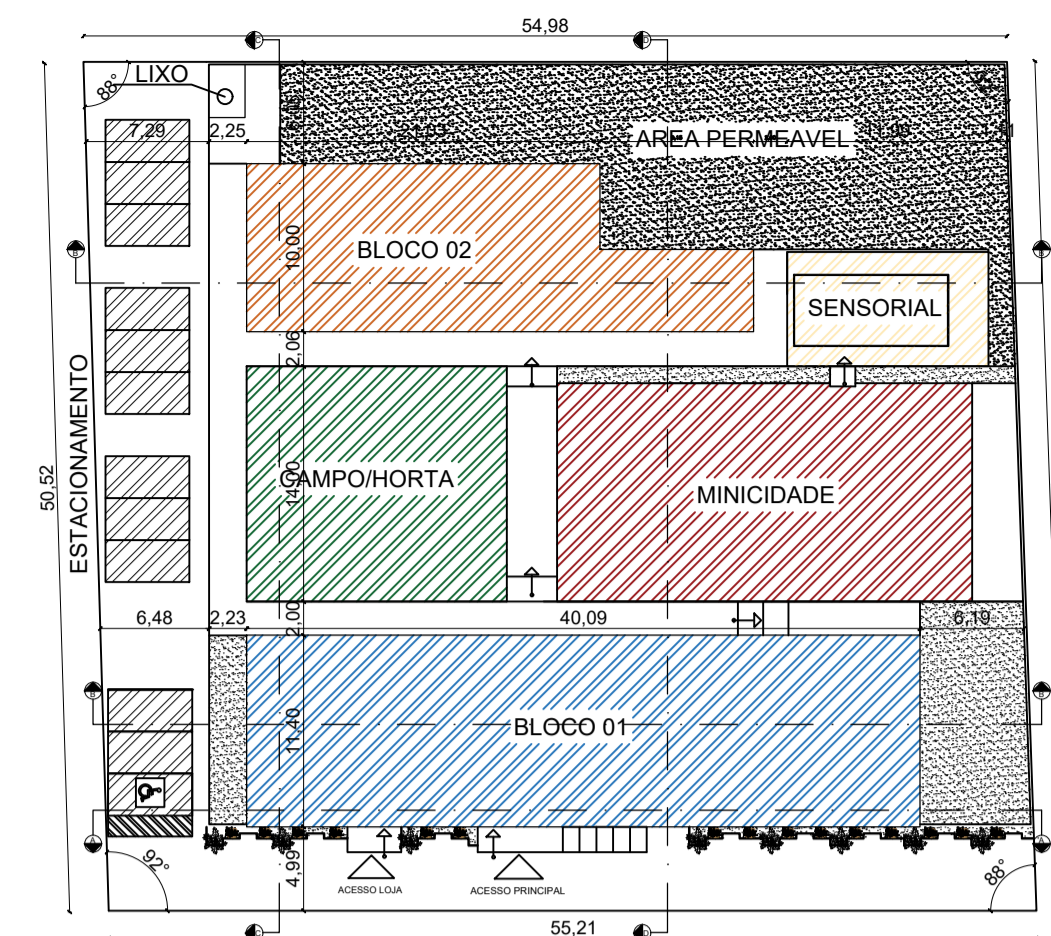 54,98
C
D
LIXO
88°
7,29
2,25
AREA PERMEAVEL
10,00
BLOCO 02
B
B
SENSORIAL
2,06
ESTACIONAMENTO
50,52
CAMPO/HORTA
14,00
MINICIDADE
6,48
2,23
2,00
40,09
6,19
B
B
11,40
BLOCO 01
A
A
92°
4,99
ACESSO LOJA
ACESSO PRINCIPAL
88°
55,21
C
D